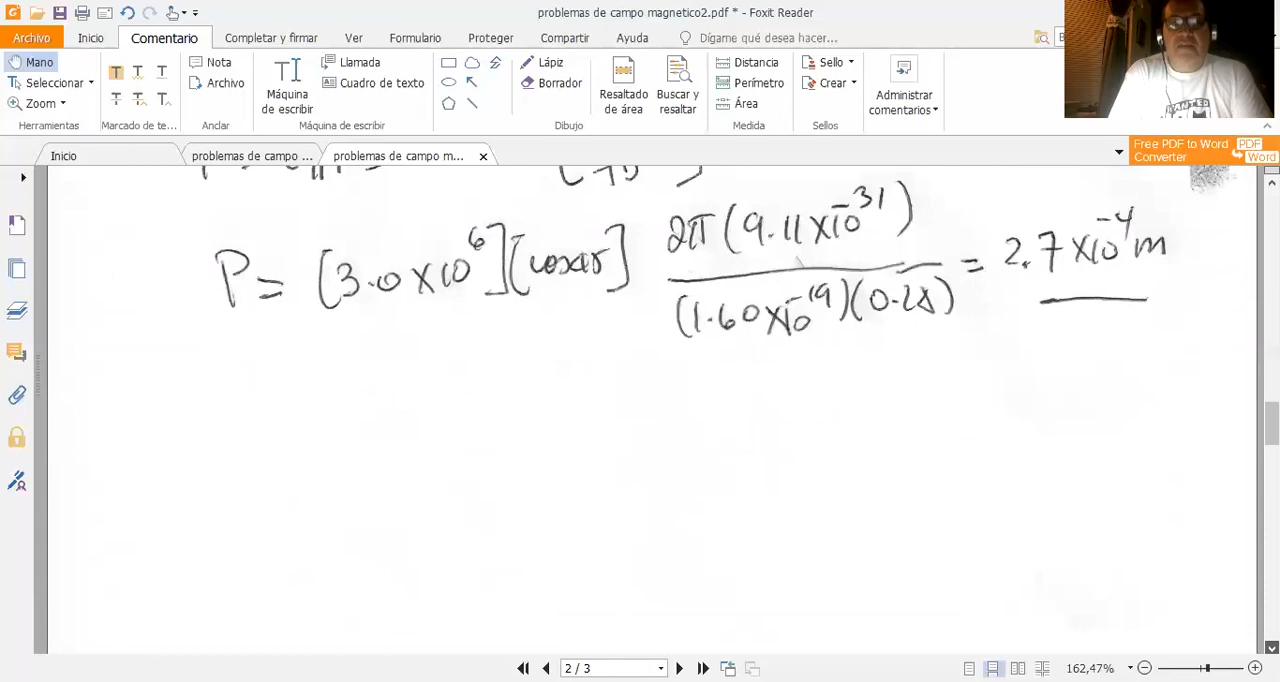 problemas de campo magnetico2.pdf * - Foxit Reader
Archivo Inicio Comentario Completar y firmar Ver Formulario Proteger Compartir Ayuda Dígame qué desea hacer...
Mano
Seleccionar
Zoom
Herramientas
Marcado de te...
Nota
Archivo
Andar
Máquina de escribir
Llamada
Cuadro de texto
Máquina de escribir
Lápiz
Borrador
Dibujo
Resaltado de área
Buscar y resaltar
Distancia
Perímetro
Área
Medida
Sello
Crear
Sellos
Administrar comentarios
WANTED
Inicio
problemas de campo ...
problemas de campo m...
Free PDF to Word Converter
PDF
Word
P = [3.0 x 10^6] 2π (9.11 x 10^-31) / (1.60 x 10^-19)(0.28) = 2.7 x 10^-4 m
2 / 3
162,47%